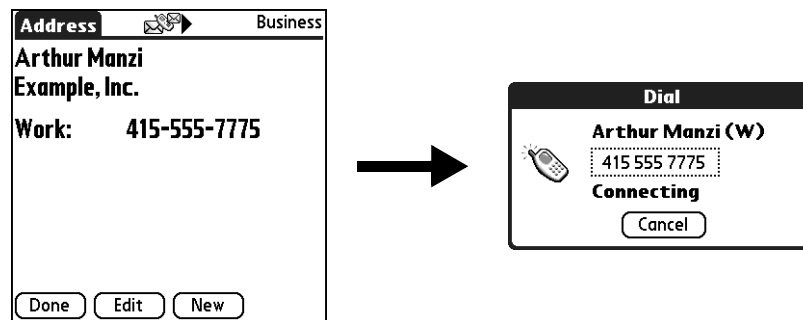 Address Business
Arthur Manzi
Example, Inc.
Work: 415-555-7775
Done Edit New
Dial
Arthur Manzi (W)
415 555 7775
Connecting
Cancel